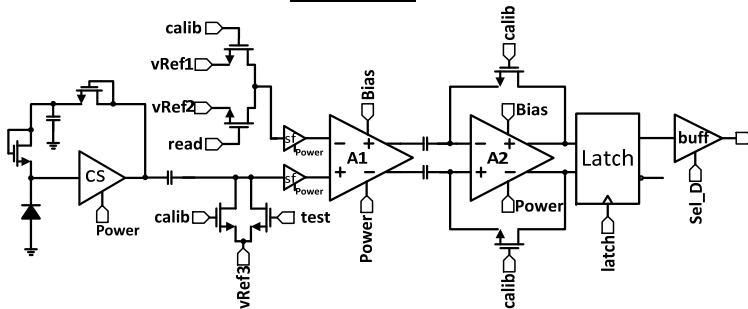 calib
calib
vRef1
Bias
vRef2
Bias
read
sf
Power
A1
A2
Latch
buff
CS
sf
Power
Power
calib
test
Power
Power
Sel_D
vRef3
calib
latch